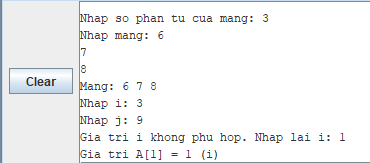 Nhap so phan tu cua mang: 3
Nhap mang: 6
7
8
Clear
Mang: 6 7 8
Nhap i: 3
Nhap j: 9
Gia tri i khong phu hop. Nhap lai i: 1
Gia tri A[1] = 1 (i)